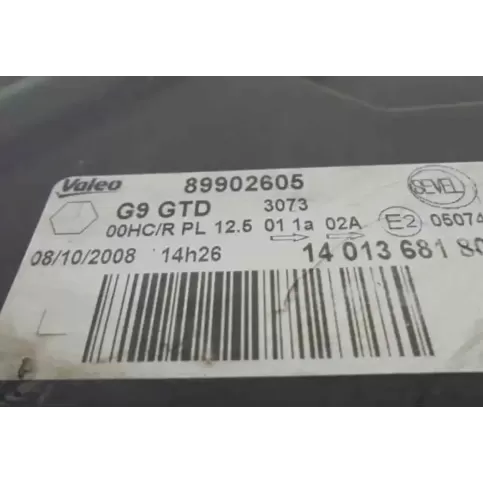 Valeo 89902605 SEVEL
G9 GTD 3073
00HC/R PL 12.5 01 1a 02A E2 05074
08/10/2008 14h26 14 013 681 80